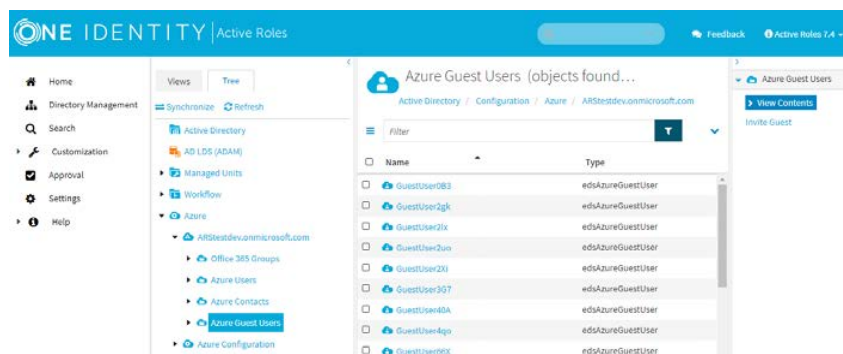 ONE IDENTITY | Active Roles
Feedback
Active Roles 7.4
Home
Directory Management
Search
Customization
Approval
Settings
Help
Views
Tree
Synchronize
Refresh
Active Directory
AD LDS (ADAM)
Managed Units
Workflow
Azure
ARStestdev.onmicrosoft.com
Office 365 Groups
Azure Users
Azure Contacts
Azure Guest Users
Azure Configuration
Azure Guest Users (objects found...
Active Directory / Configuration / Azure / ARStestdev.onmicrosoft.com
Filter
Name Type
GuestUser0B3 edsAzureGuestUser
GuestUser2gk edsAzureGuestUser
GuestUser2lx edsAzureGuestUser
GuestUser2uo edsAzureGuestUser
GuestUser2Xi edsAzureGuestUser
GuestUser3G7 edsAzureGuestUser
GuestUser40A edsAzureGuestUser
GuestUser4qo edsAzureGuestUser
edsAzureGuestUser
Azure Guest Users
View Contents
Invite Guest